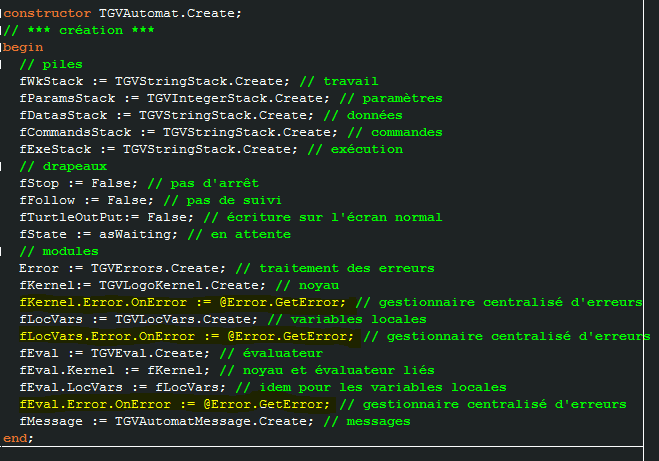 constructor TGVAutomat.Create;
// *** création ***
begin
// piles
fWkStack := TGVStringStack.Create; // travail
fParamsStack := TGVIntegerStack.Create; // paramètres
fDatasStack := TGVStringStack.Create; // données
fCommandsStack := TGVStringStack.Create; // commandes
fExeStack := TGVStringStack.Create; // exécution
// drapeaux
fStop := False; // pas d'arrêt
fFollow := False; // pas de suivi
fTurtleOutPut:= False; // écriture sur l'écran normal
fState := asWaiting; // en attente
// modules
Error := TGVErrors.Create; // traitement des erreurs
fKernel:= TGVLogoKernel.Create; // noyau
fKernel.Error.OnError := @Error.GetError; // gestionnaire centralisé d'erreurs
fLocVars := TGVLocVars.Create; // variables locales
fLocVars.Error.OnError := @Error.GetError; // gestionnaire centralisé d'erreurs
fEval := TGVEval.Create; // évaluateur
fEval.Kernel := fKernel; // noyau et évaluateur liés
fEval.LocVars := fLocVars; // idem pour les variables locales
fEval.Error.OnError := @Error.GetError; // gestionnaire centralisé d'erreurs
fMessage := TGVAutomatMessage.Create; // messages
end;